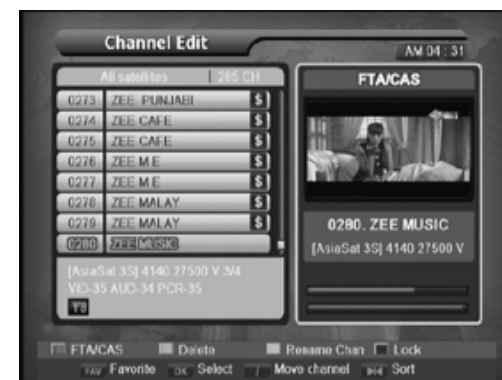 Channel Edit
AM 04 : 31
All satellites 265 CH
FTA/CAS
0273 ZEE PUNJABI $
0274 ZEE CAFE $
0275 ZEE CAFE $
0276 ZEE M E $
0277 ZEE M E $
0278 ZEE MALAY $
0279 ZEE MALAY $
0280 ZEE MUSIC
0280. ZEE MUSIC
[AsiaSat 3S] 4140 27500 V
[AsiaSat 3S] 4140 27500 V 3/4
VID-35 AUD-34 PCR-35
FTA/CAS Delete Rename Chan Lock
FAV Favorite OK Select Move channel Sort